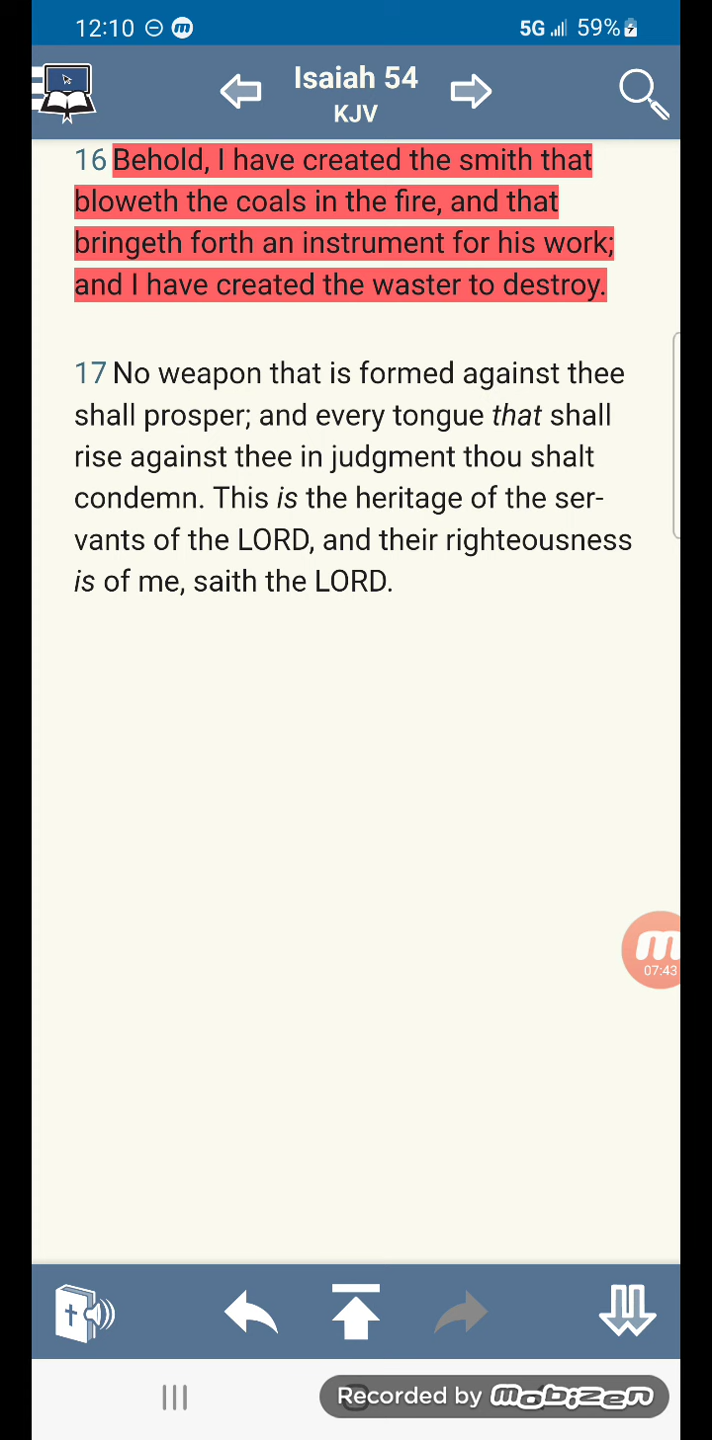 12:10
5G 59%
Isaiah 54
KJV
16 Behold, I have created the smith that
bloweth the coals in the fire, and that
bringeth forth an instrument for his work;
and I have created the waster to destroy.
17 No weapon that is formed against thee
shall prosper; and every tongue that shall
rise against thee in judgment thou shalt
condemn. This is the heritage of the ser-
vants of the LORD, and their righteousness
is of me, saith the LORD.
m
07:43
Recorded by mobizen